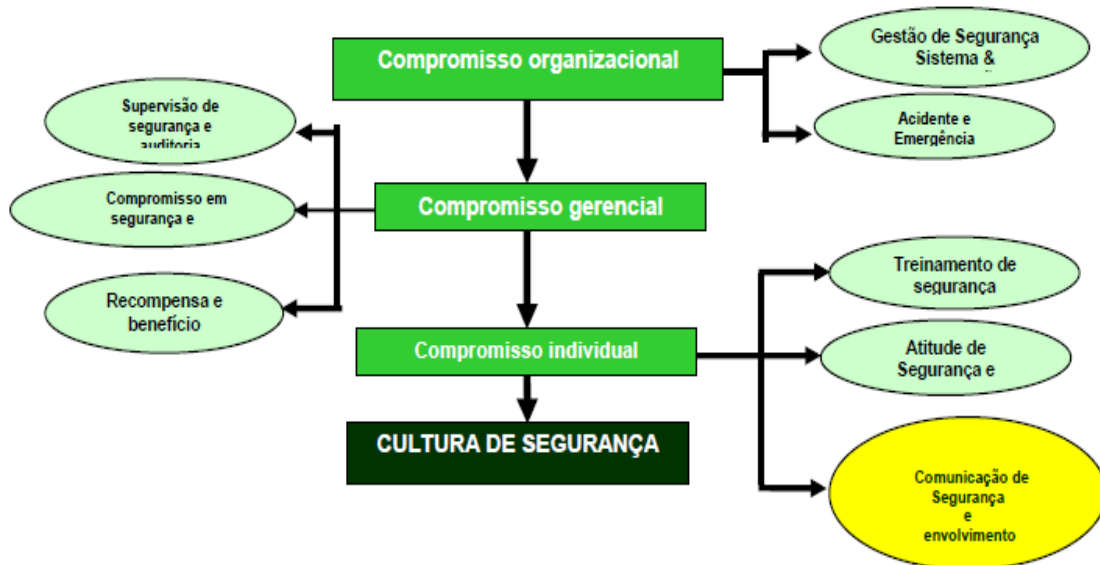 Compromisso organizacional
Gestão de Segurança
Sistema &
Acidente e
Emergência
Supervisão de
segurança e
auditoria
Compromisso em
segurança e
Compromisso gerencial
Recompensa e
benefício
Treinamento de
segurança
Compromisso individual
Atitude de
Segurança e
CULTURA DE SEGURANÇA
Comunicação de
Segurança
e
envolvimento